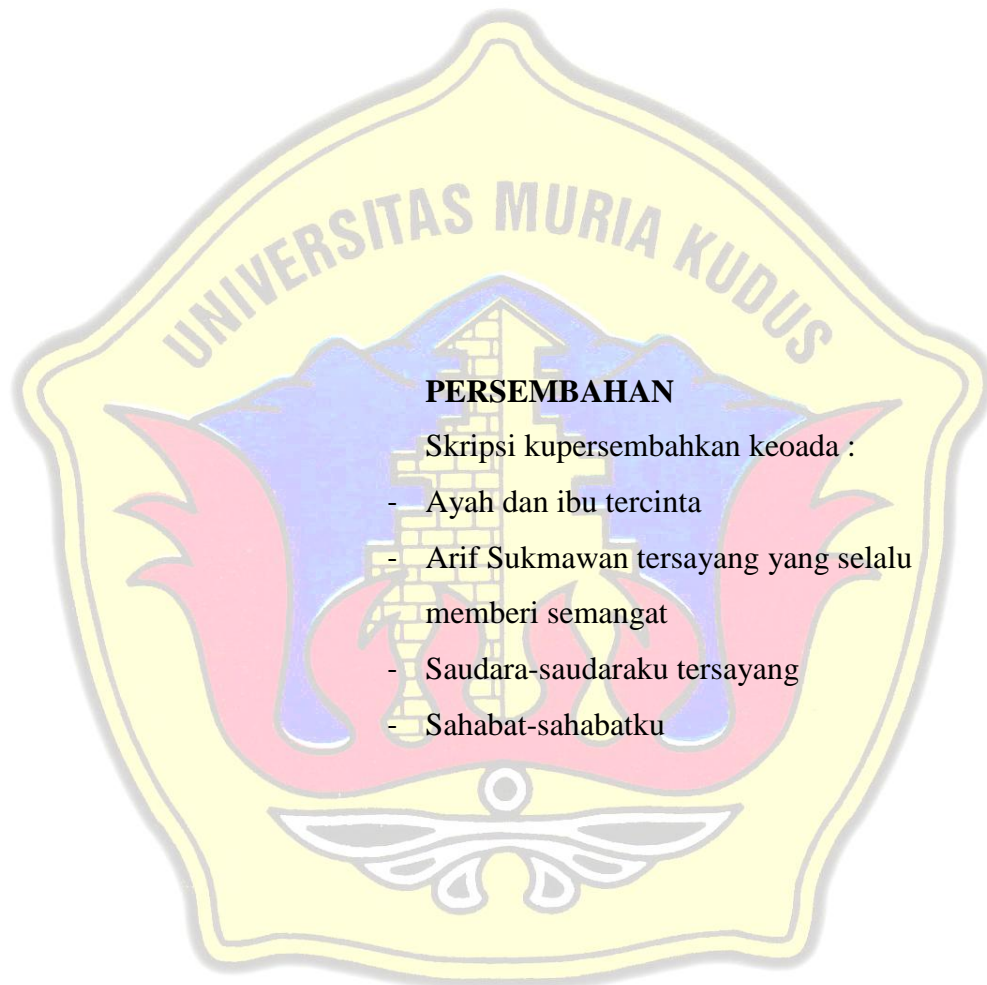 UNIVERSITAS MURIA KUDUS
PERSEMBAHAN
Skripsi kupersembahkan keoada :
- Ayah dan ibu tercinta
- Arif Sukmawan tersayang yang selalu
memberi semangat
- Saudara-saudaraku tersayang
- Sahabat-sahabatku